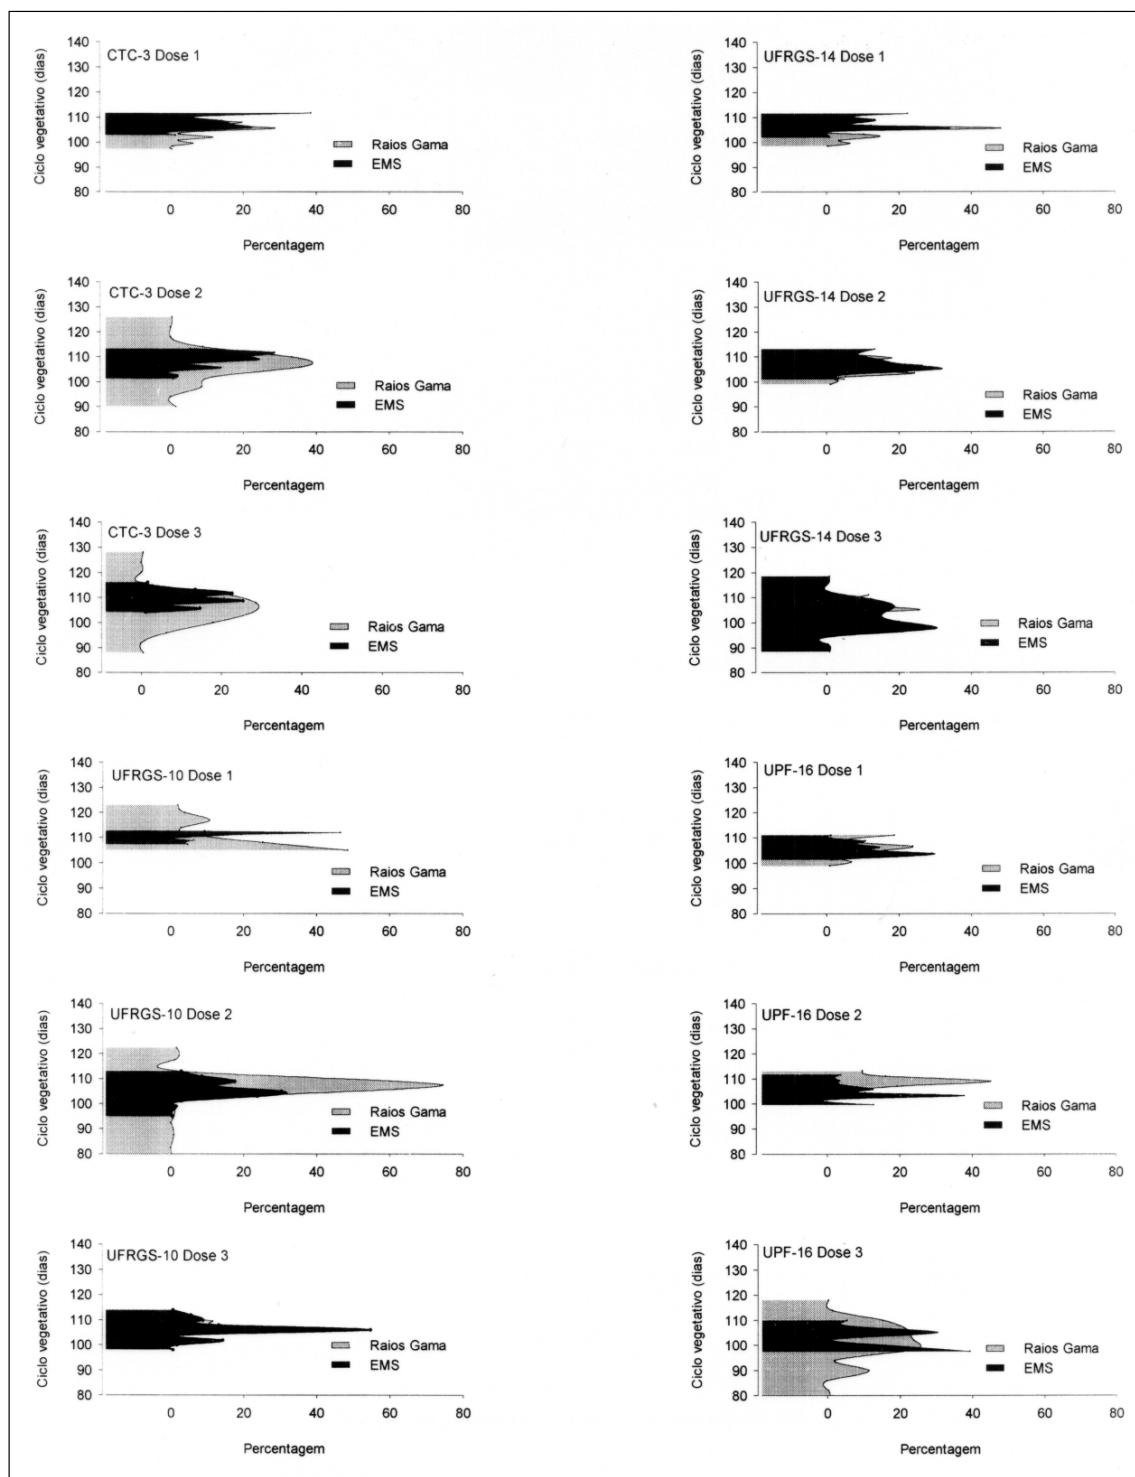 CTC-3 Dose 1
Ciclo vegetativo (dias)
140
130
120
110
100
90
80
Raios Gama
EMS
0 20 40 60 80
Percentagem
UFRGS-14 Dose 1
Ciclo vegetativo (dias)
140
130
120
110
100
90
80
Raios Gama
EMS
0 20 40 60 80
Percentagem
CTC-3 Dose 2
Ciclo vegetativo (dias)
140
130
120
110
100
90
80
Raios Gama
EMS
0 20 40 60 80
Percentagem
UFRGS-14 Dose 2
Ciclo vegetativo (dias)
140
130
120
110
100
90
80
Raios Gama
EMS
0 20 40 60 80
Percentagem
CTC-3 Dose 3
Ciclo vegetativo (dias)
140
130
120
110
100
90
80
Raios Gama
EMS
0 20 40 60 80
Percentagem
UFRGS-14 Dose 3
Ciclo vegetativo (dias)
140
130
120
110
100
90
80
Raios Gama
EMS
0 20 40 60 80
Percentagem
UFRGS-10 Dose 1
Ciclo vegetativo (dias)
140
130
120
110
100
90
80
Raios Gama
EMS
0 20 40 60 80
Percentagem
UPF-16 Dose 1
Ciclo vegetativo (dias)
140
130
120
110
100
90
80
Raios Gama
EMS
0 20 40 60 80
Percentagem
UFRGS-10 Dose 2
Ciclo vegetativo (dias)
140
130
120
110
100
90
80
Raios Gama
EMS
0 20 40 60 80
Percentagem
UPF-16 Dose 2
Ciclo vegetativo (dias)
140
130
120
110
100
90
80
Raios Gama
EMS
0 20 40 60 80
Percentagem
UFRGS-10 Dose 3
Ciclo vegetativo (dias)
140
130
120
110
100
90
80
Raios Gama
EMS
0 20 40 60 80
Percentagem
UPF-16 Dose 3
Ciclo vegetativo (dias)
140
130
120
110
100
90
80
Raios Gama
EMS
0 20 40 60 80
Percentagem